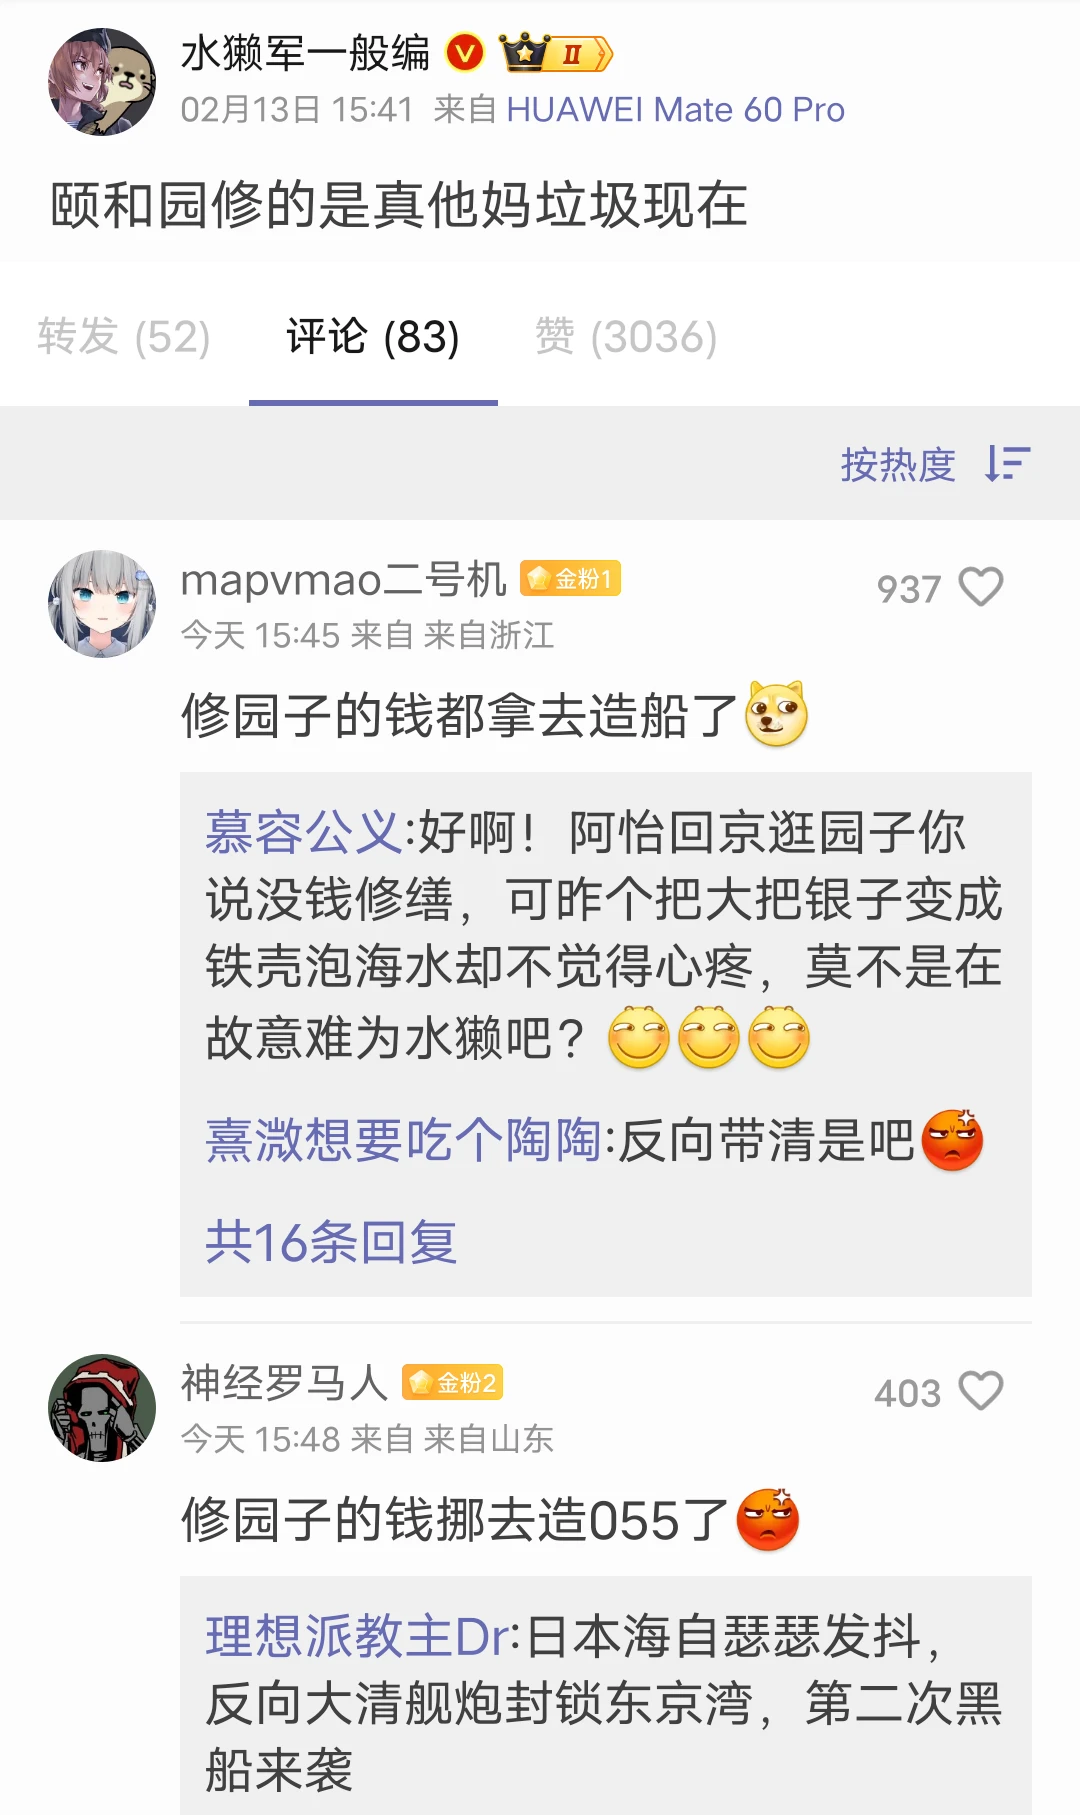 水獭军一般编
02月13日 15:41 来自 HUAWEI Mate 60 Pro
颐和园修的是真他妈垃圾现在
转发 (52) 评论 (83) 赞 (3036)
按热度
mapvmao二号机 金粉1 937
今天 15:45 来自 来自浙江
修园子的钱都拿去造船了
慕容公义:好啊！阿怡回京逛园子你
说没钱修缮，可昨个把大把银子变成
铁壳泡海水却不觉得心疼，莫不是在
故意难为水獭吧？
熹溦想要吃个陶陶:反向带清是吧
共16条回复
神经罗马人 金粉2 403
今天 15:48 来自 来自山东
修园子的钱挪去造055了
理想派教主Dr:日本海自瑟瑟发抖，
反向大清舰炮封锁东京湾，第二次黑
船来袭